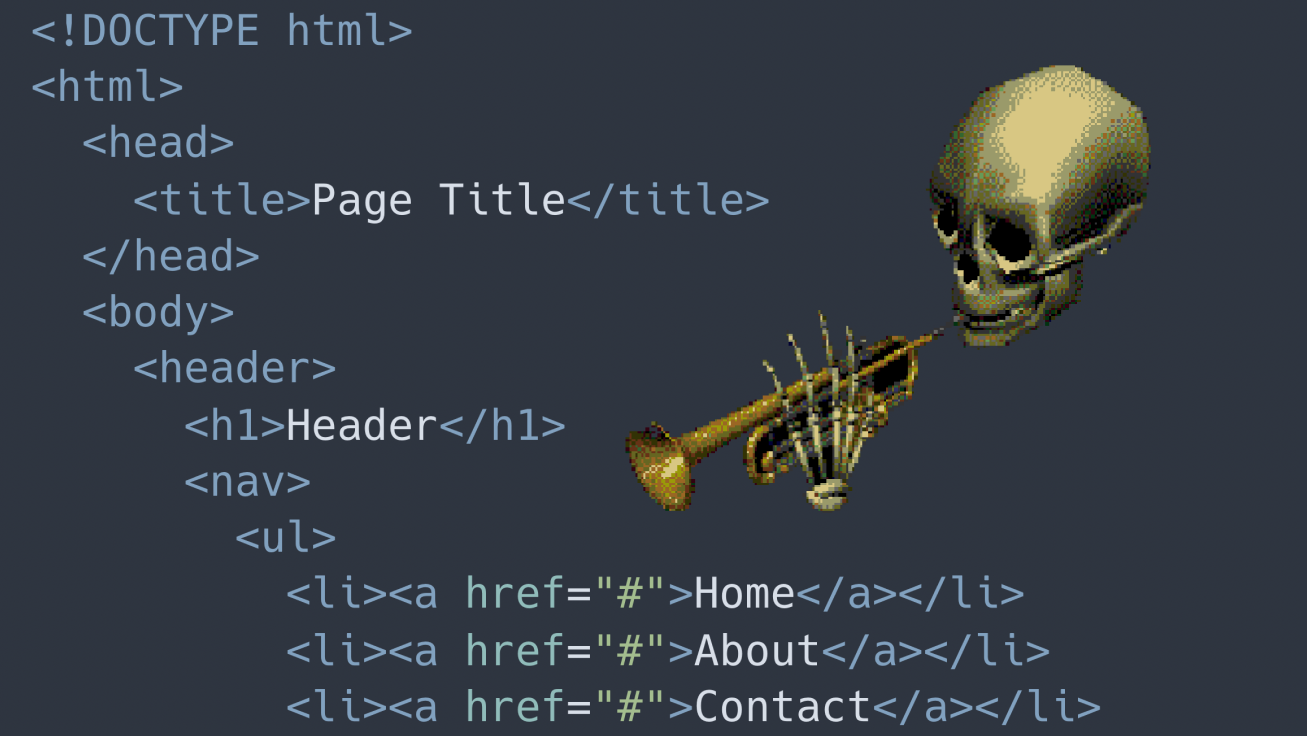 <!DOCTYPE html>
<html>
  <head>
    <title>Page Title</title>
  </head>
  <body>
    <header>
      <h1>Header</h1>
      <nav>
        <ul>
          <li><a href="#">Home</a></li>
          <li><a href="#">About</a></li>
          <li><a href="#">Contact</a></li>